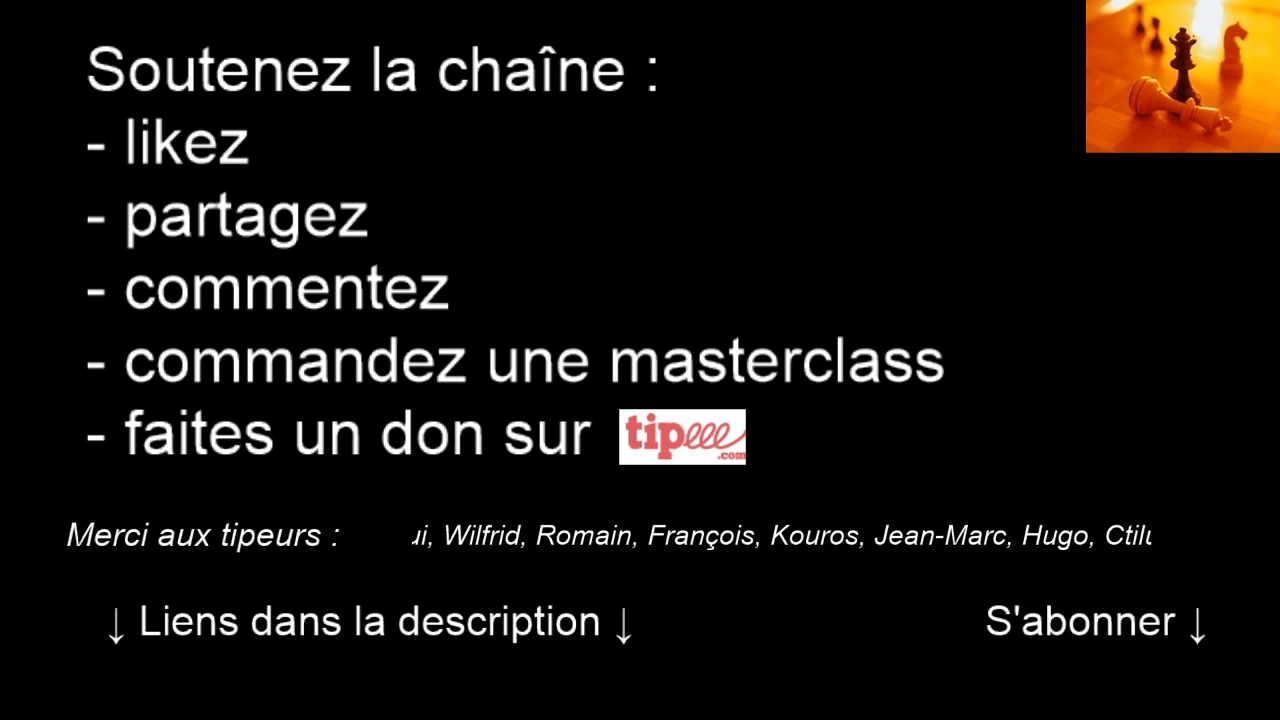 Soutenez la chaîne :
- likez
- partagez
- commentez
- commandez une masterclass
- faites un don sur tipeee.com
Merci aux tipeurs : Wilfrid, Romain, François, Kouros, Jean-Marc, Hugo,
↓ Liens dans la description ↓ S'abonner ↓